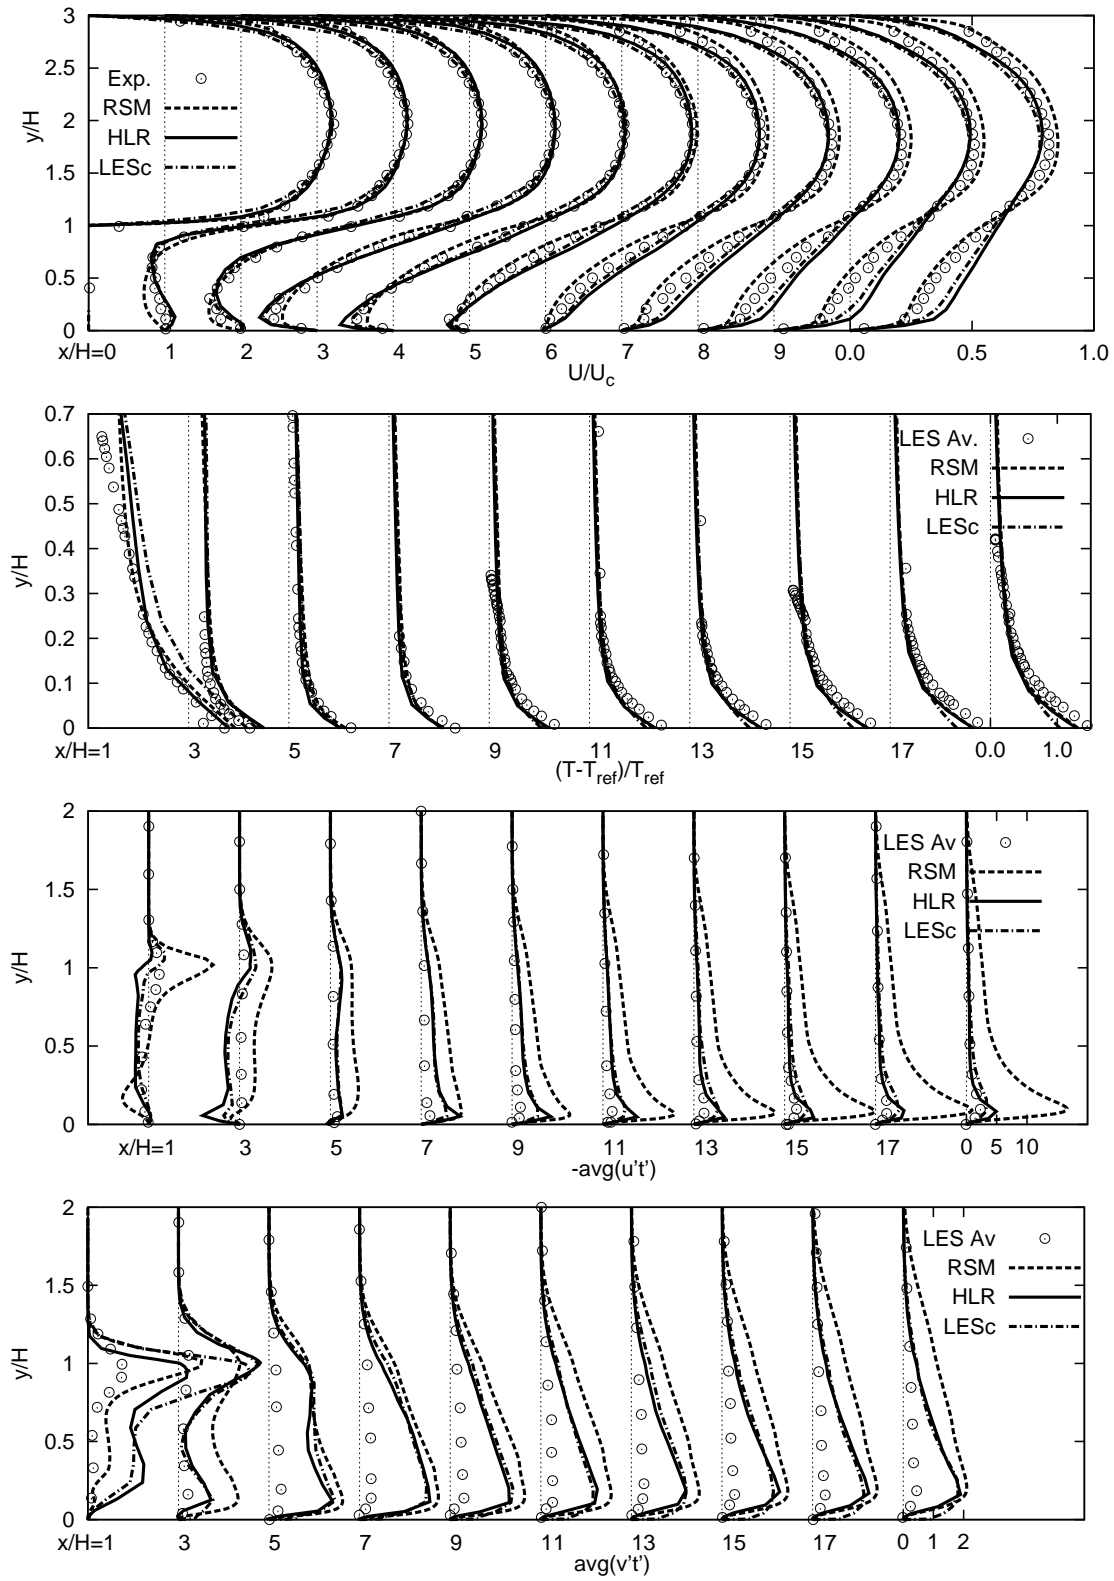 3
2.5
2
1.5
1
0.5
0
y/H
Exp.
RSM
HLR
LESc
x/H=0 1 2 3 4 5 6 7 8 9 0.0 0.5 1.0
U/Uc
0.7
0.6
0.5
0.4
0.3
0.2
0.1
0
y/H
LES Av.
RSM
HLR
LESc
x/H=1 3 5 7 9 11 13 15 17 0.0 1.0
(T-Tref)/Tref
2
1.5
1
0.5
0
y/H
LES Av
RSM
HLR
LESc
x/H=1 3 5 7 9 11 13 15 17 0 5 10
-avg(u't')
2
1.5
1
0.5
0
y/H
LES Av
RSM
HLR
LESc
x/H=1 3 5 7 9 11 13 15 17 0 1 2
avg(v't')